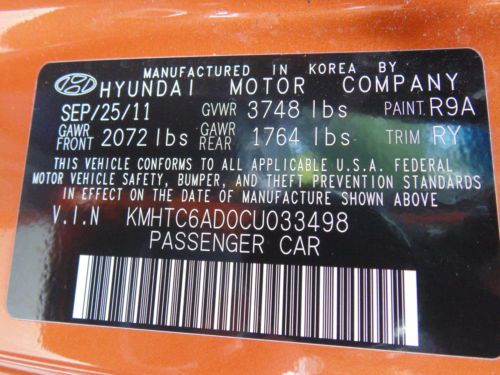 MANUFACTURED IN KOREA BY
HYUNDAI MOTOR COMPANY
SEP/25/11 GVWR 3748 lbs PAINT:R9A
GAWR FRONT 2072 lbs GAWR REAR 1764 lbs TRIM RY
THIS VEHICLE CONFORMS TO ALL APPLICABLE U.S.A. FEDERAL
MOTOR VEHICLE SAFETY, BUMPER, AND THEFT PREVENTION STANDARDS
IN EFFECT ON THE DATE OF MANUFACTURE SHOWN ABOVE
V.I.N KMHTC6AD0CU033498
PASSENGER CAR